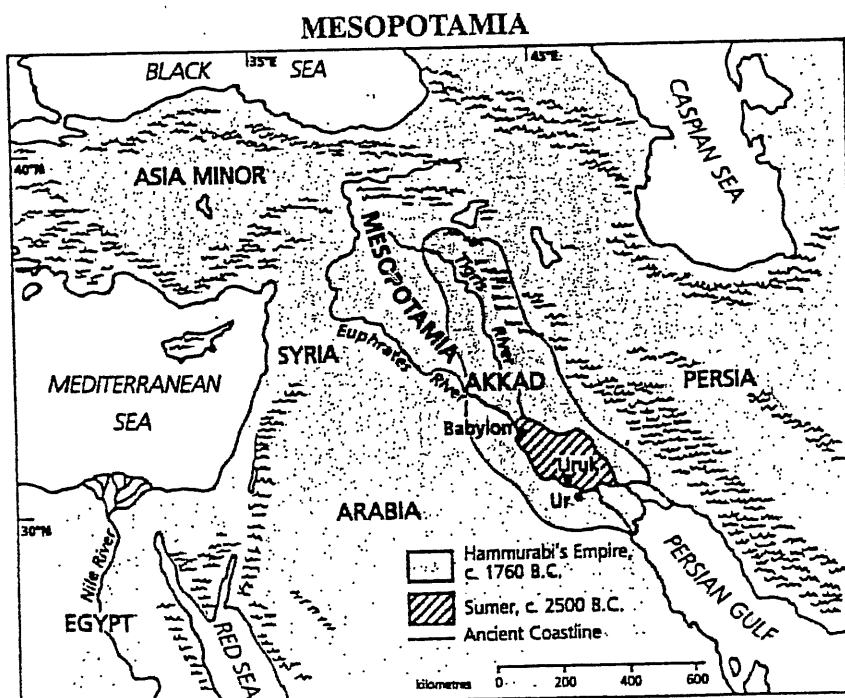 MESOPOTAMIA
BLACK SEA
35°E
45°E
CASPIAN SEA
40°N
ASIA MINOR
MESOPOTAMIA
Tigris River
SYRIA
Euphrates River
AKKAD
PERSIA
MEDITERRANEAN
SEA
Babylon
Uruk
Ur
30°N
ARABIA
Nile River
EGYPT
RED SEA
PERSIAN GULF
Hammurabi's Empire,
c. 1760 B.C.
Sumer, c. 2500 B.C.
Ancient Coastline
kilometres 0 200 400 600